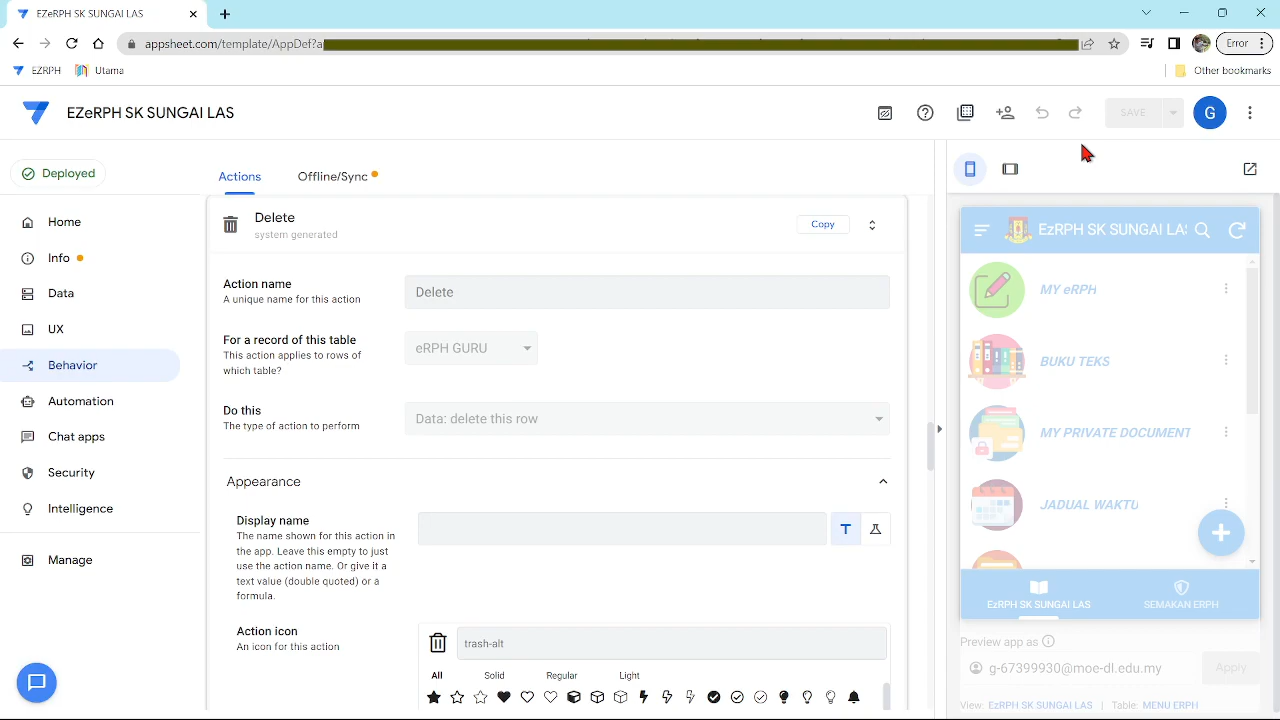 EZERPH SK SUNGAI LAS
appsheet.com/template/AppDef?a
Error
EZRPH
Utama
Other bookmarks
EZeRPH SK SUNGAI LAS
SAVE
G
Deployed
Actions
Offline/Sync
Home
Info
Data
UX
Behavior
Automation
Chat apps
Security
Intelligence
Manage
Delete
system generated
Copy
Action name
A unique name for this action
Delete
For a record of this table
This action applies to rows of
which table?
eRPH GURU
Do this
The type of action to perform
Data: delete this row
Appearance
Display name
The name shown for this action in
the app. Leave this empty to just
use the action name. Or give it a
text value (double quoted) or a
formula.
T
Action icon
An icon for this action
trash-alt
All
Solid
Regular
Light
EzRPH SK SUNGAI LA
MY eRPH
BUKU TEKS
MY PRIVATE DOCUMENT
JADUAL WAKTU
EzRPH SK SUNGAI LAS
SEMAKAN ERPH
Preview app as
g-67399930@moe-dl.edu.my
Apply
View: EzRPH SK SUNGAI LAS | Table: MENU ERPH